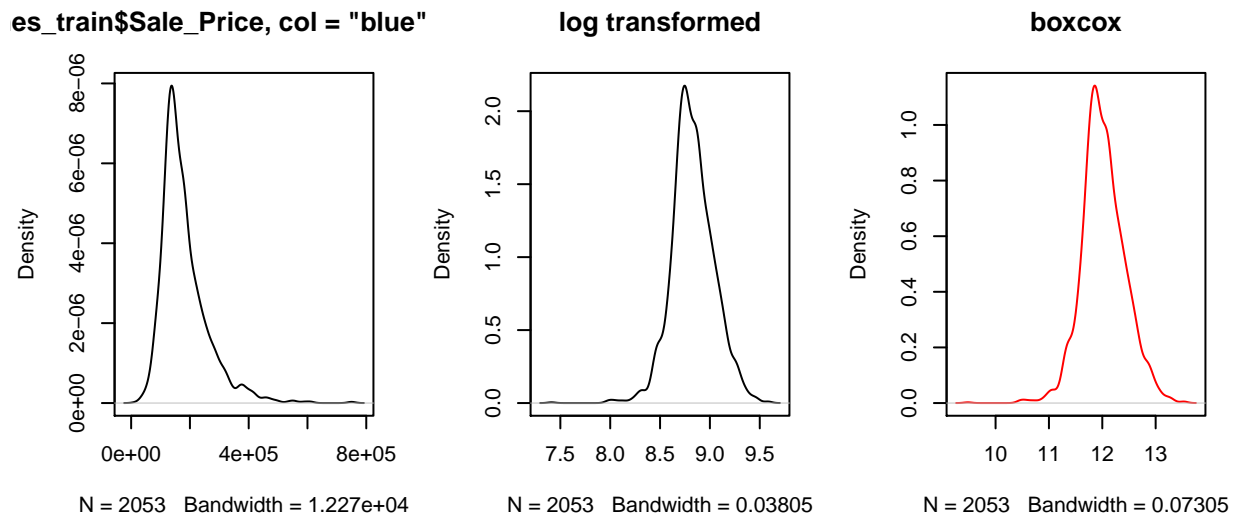 es_train$Sale_Price, col = "blue"
Density
0e+00 2e−06 4e−06 6e−06 8e−06
0e+00 4e+05 8e+05
N = 2053 Bandwidth = 1.227e+04
log transformed
Density
0.0 0.5 1.0 1.5 2.0
7.5 8.0 8.5 9.0 9.5
N = 2053 Bandwidth = 0.03805
boxcox
Density
0.0 0.2 0.4 0.6 0.8 1.0
10 11 12 13
N = 2053 Bandwidth = 0.07305